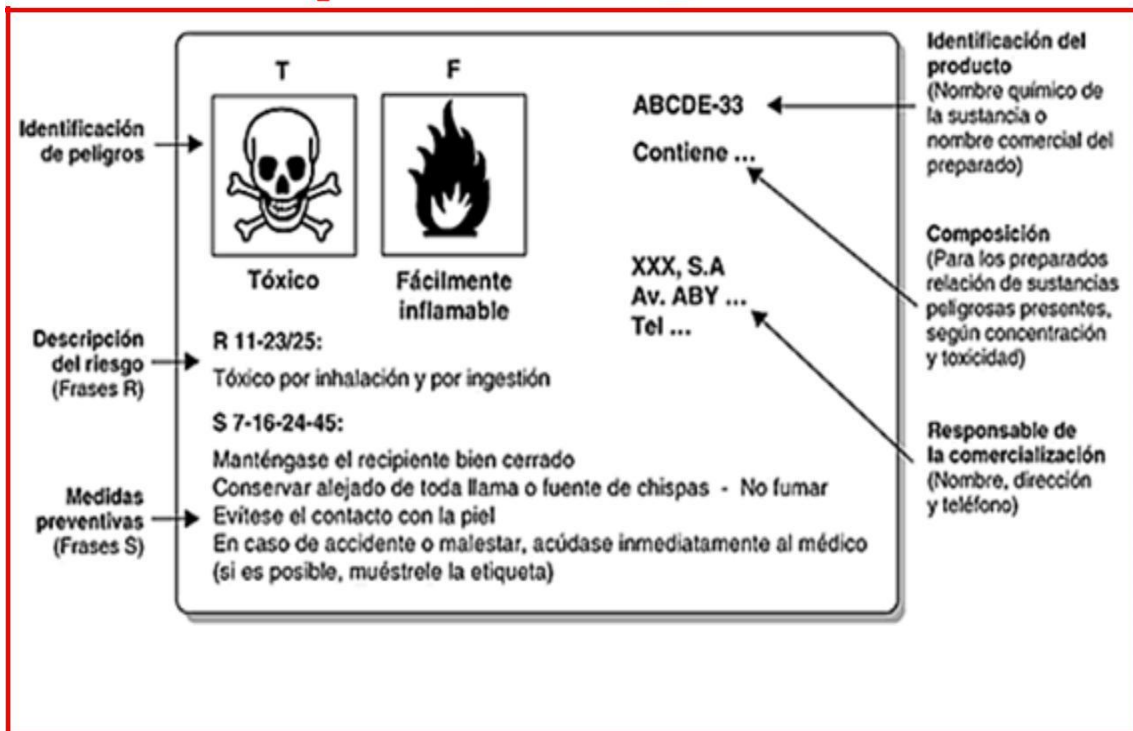 Identificación
de peligros
T
F
Tóxico
Fácilmente
inflamable
ABCDE-33
Contiene ...
XXX, S.A
Av. ABY ...
Tel ...
Identificación del
producto
(Nombre químico de
la sustancia o
nombre comercial del
preparado)
Composición
(Para los preparados
relación de sustancias
peligrosas presentes,
según concentración
y toxicidad)
Responsable de
la comercialización
(Nombre, dirección
y teléfono)
Descripción
del riesgo
(Frases R)
R 11-23/25:
Tóxico por inhalación y por ingestión
S 7-16-24-45:
Manténgase el recipiente bien cerrado
Conservar alejado de toda llama o fuente de chispas - No fumar
Evítese el contacto con la piel
En caso de accidente o malestar, acúdase inmediatamente al médico
(si es posible, muéstrele la etiqueta)
Medidas
preventivas
(Frases S)